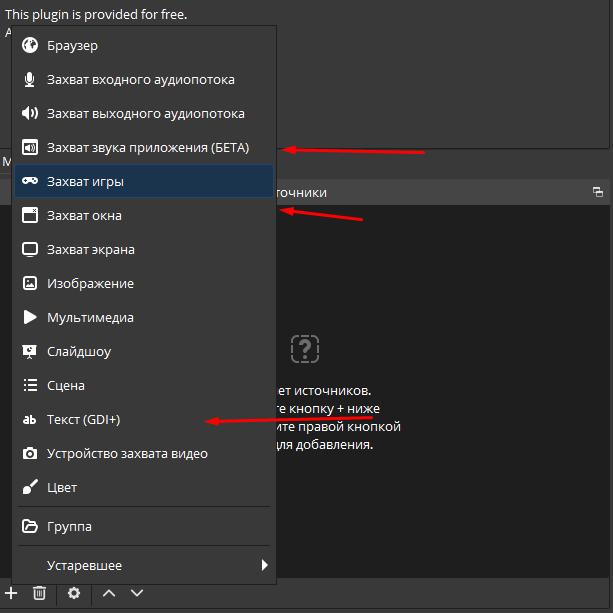 This plugin is provided for free.
A
Браузер
Захват входного аудиопотока
Захват выходного аудиопотока
Захват звука приложения (БЕТА)
М
Захват игры
точники
Захват окна
Захват экрана
Изображение
Мультимедиа
Слайдшоу
Сцена
ет источников.
те кнопку + ниже
Текст (GDI+)
ите правой кнопкой
для добавления.
Устройство захвата видео
Цвет
Группа
Устаревшее